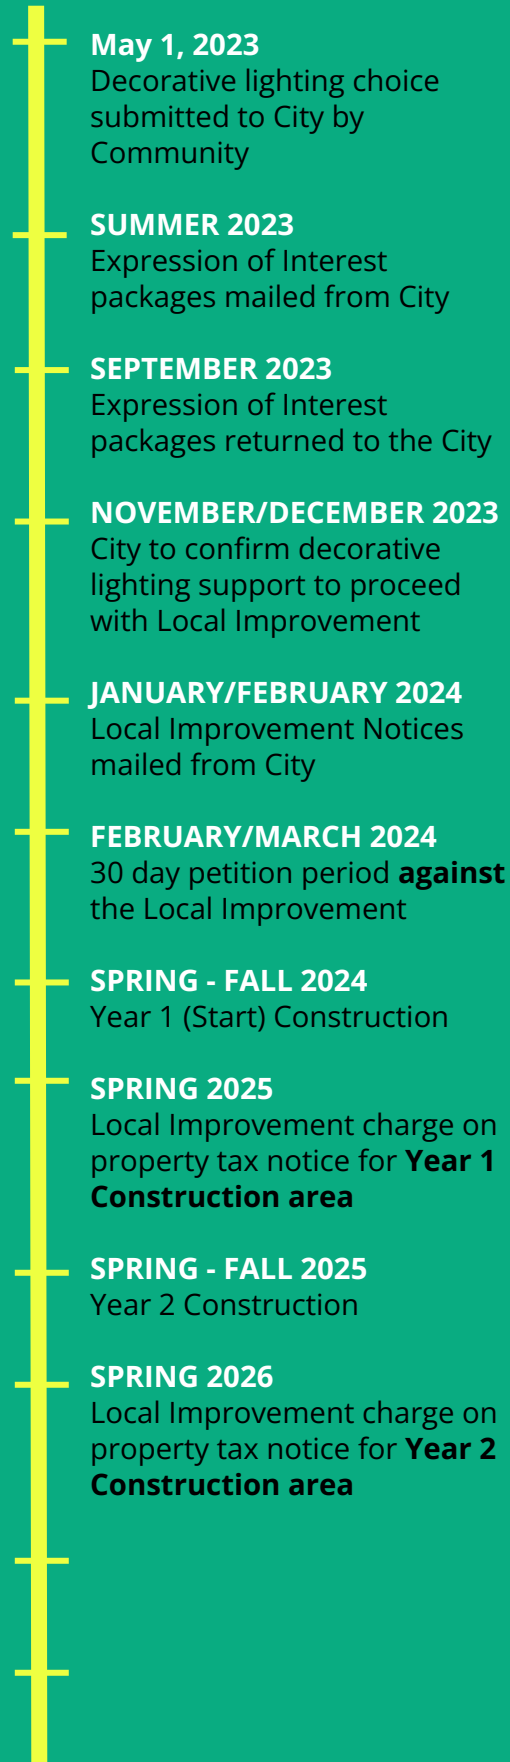 May 1, 2023
Decorative lighting choice
submitted to City by
Community
SUMMER 2023
Expression of Interest
packages mailed from City
SEPTEMBER 2023
Expression of Interest
packages returned to the City
NOVEMBER/DECEMBER 2023
City to confirm decorative
lighting support to proceed
with Local Improvement
JANUARY/FEBRUARY 2024
Local Improvement Notices
mailed from City
FEBRUARY/MARCH 2024
30 day petition period against
the Local Improvement
SPRING - FALL 2024
Year 1 (Start) Construction
SPRING 2025
Local Improvement charge on
property tax notice for Year 1
Construction area
SPRING - FALL 2025
Year 2 Construction
SPRING 2026
Local Improvement charge on
property tax notice for Year 2
Construction area